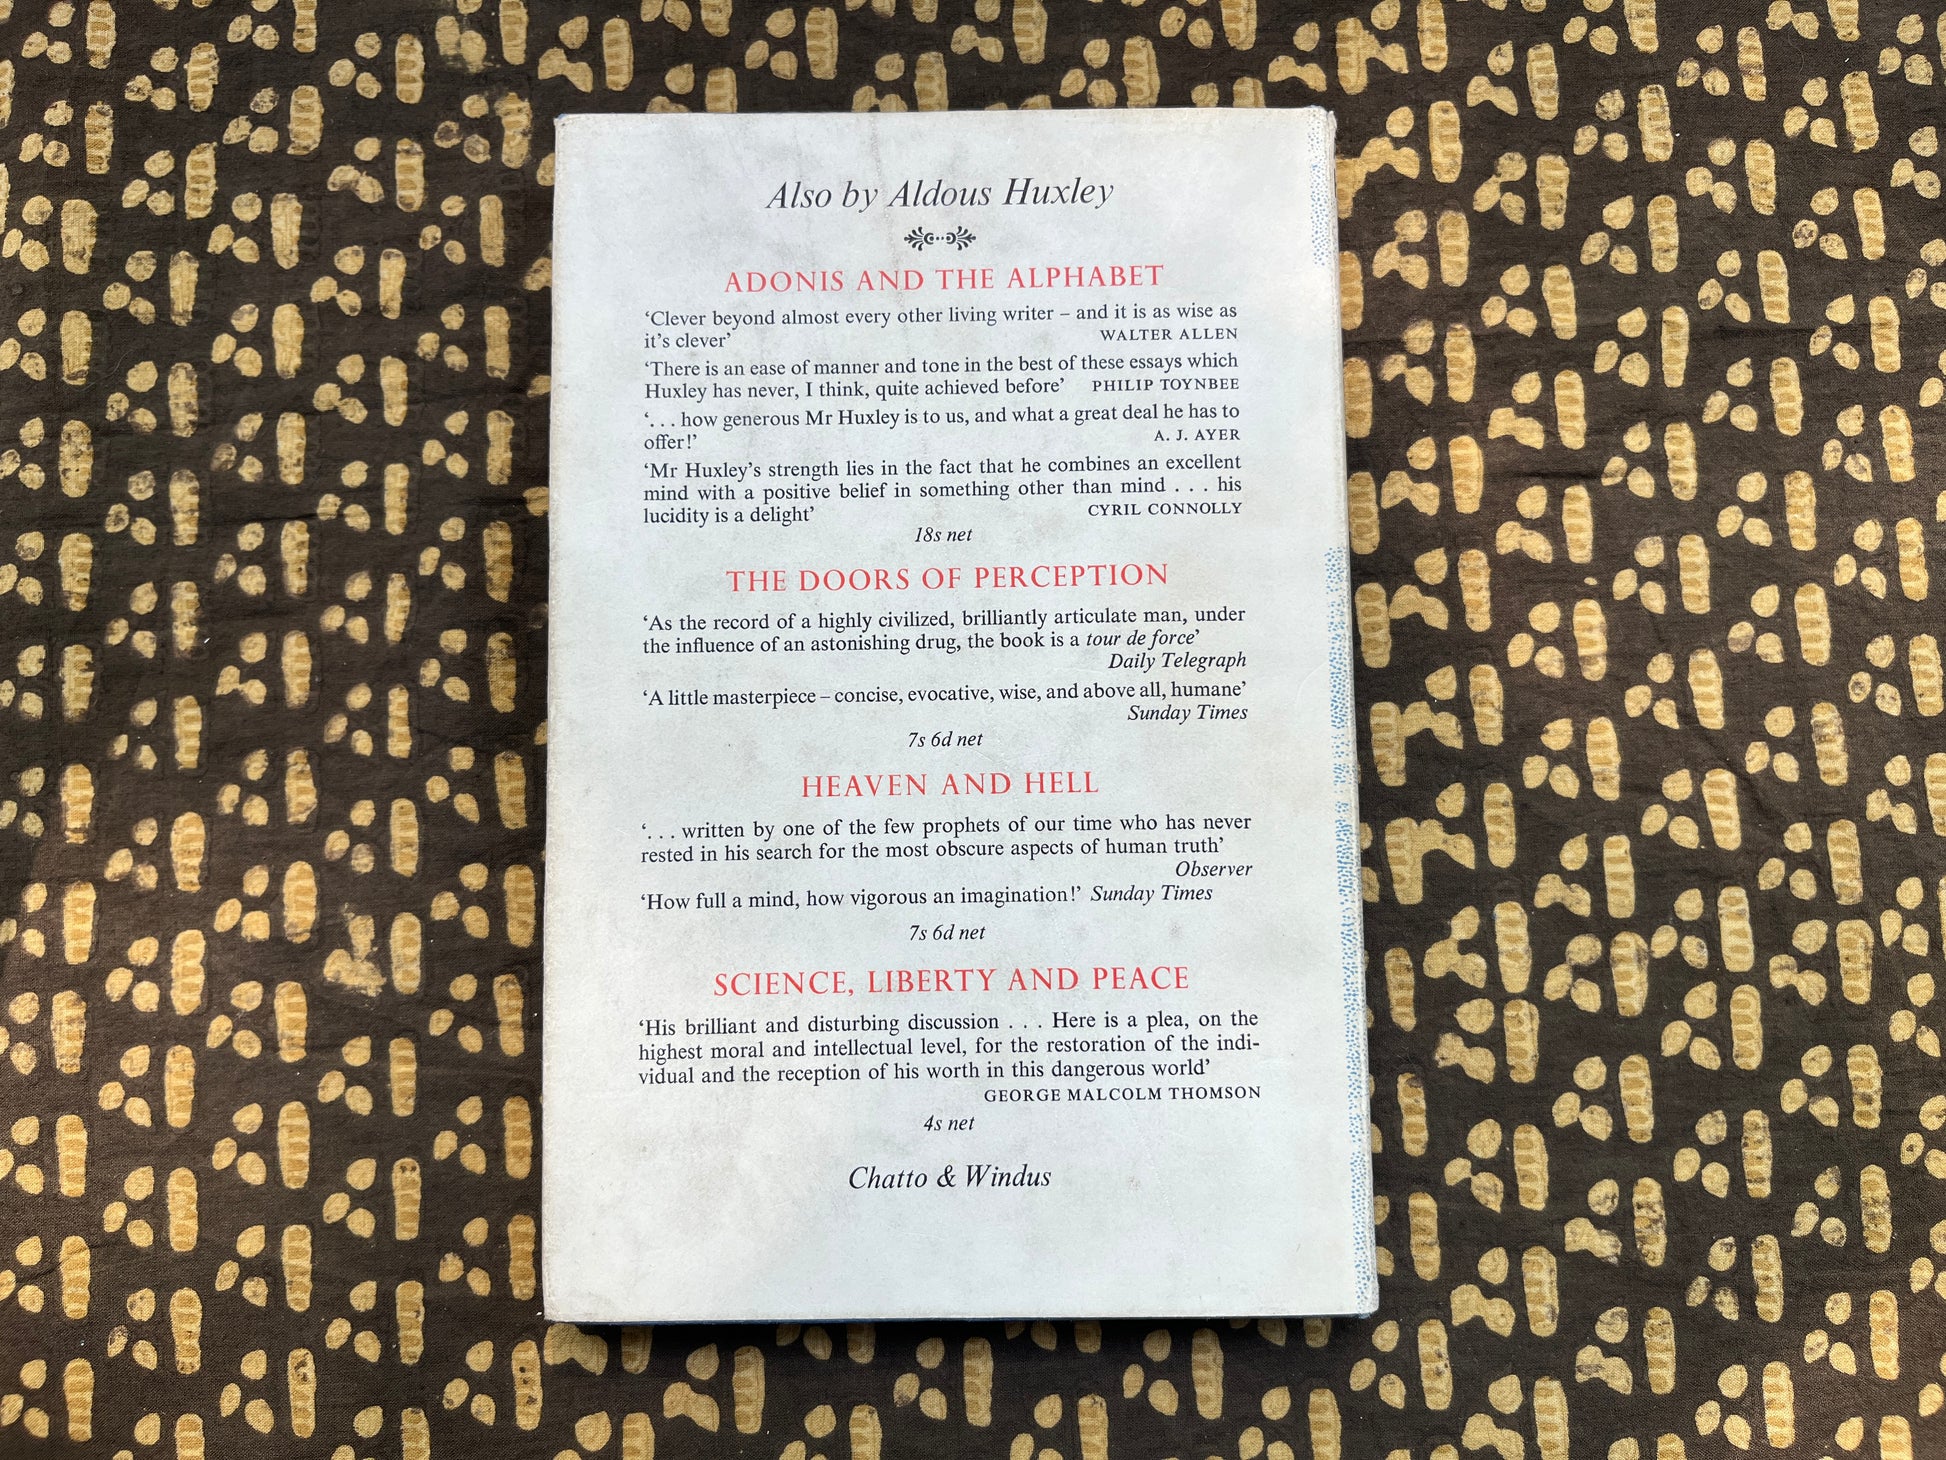 Also by Aldous Huxley
ADONIS AND THE ALPHABET
‘Clever beyond almost every other living writer – and it is as wise as
it’s clever’ WALTER ALLEN
‘There is an ease of manner and tone in the best of these essays which
Huxley has never, I think, quite achieved before’ PHILIP TOYNBEE
‘. . . how generous Mr Huxley is to us, and what a great deal he has to
offer!’ A. J. AYER
‘Mr Huxley’s strength lies in the fact that he combines an excellent
mind with a positive belief in something other than mind . . . his
lucidity is a delight’ CYRIL CONNOLLY
18s net
THE DOORS OF PERCEPTION
‘As the record of a highly civilized, brilliantly articulate man, under
the influence of an astonishing drug, the book is a tour de force’
Daily Telegraph
‘A little masterpiece – concise, evocative, wise, and above all, humane’
Sunday Times
7s 6d net
HEAVEN AND HELL
‘. . . written by one of the few prophets of our time who has never
rested in his search for the most obscure aspects of human truth’
Observer
‘How full a mind, how vigorous an imagination!’ Sunday Times
7s 6d net
SCIENCE, LIBERTY AND PEACE
‘His brilliant and disturbing discussion . . . Here is a plea, on the
highest moral and intellectual level, for the restoration of the indi-
vidual and the reception of his worth in this dangerous world’
GEORGE MALCOLM THOMSON
4s net
Chatto & Windus